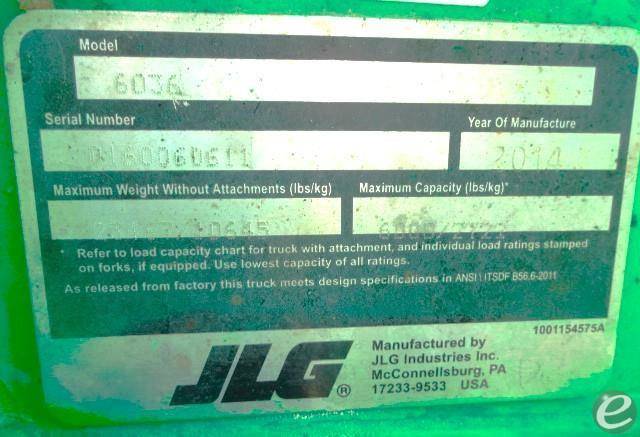 Model
6036
Serial Number
0160060611
Year Of Manufacture
2014
Maximum Weight Without Attachments (lbs/kg)
Maximum Capacity (lbs/kg)*
* Refer to load capacity chart for truck with attachment, and individual load ratings stamped
on forks, if equipped. Use lowest capacity of all ratings.
As released from factory this truck meets design specifications in ANSI \ ITSDF B56.6-2011
1001154575A
JLG®
Manufactured by
JLG Industries Inc.
McConnellsburg, PA
17233-9533 USA
e